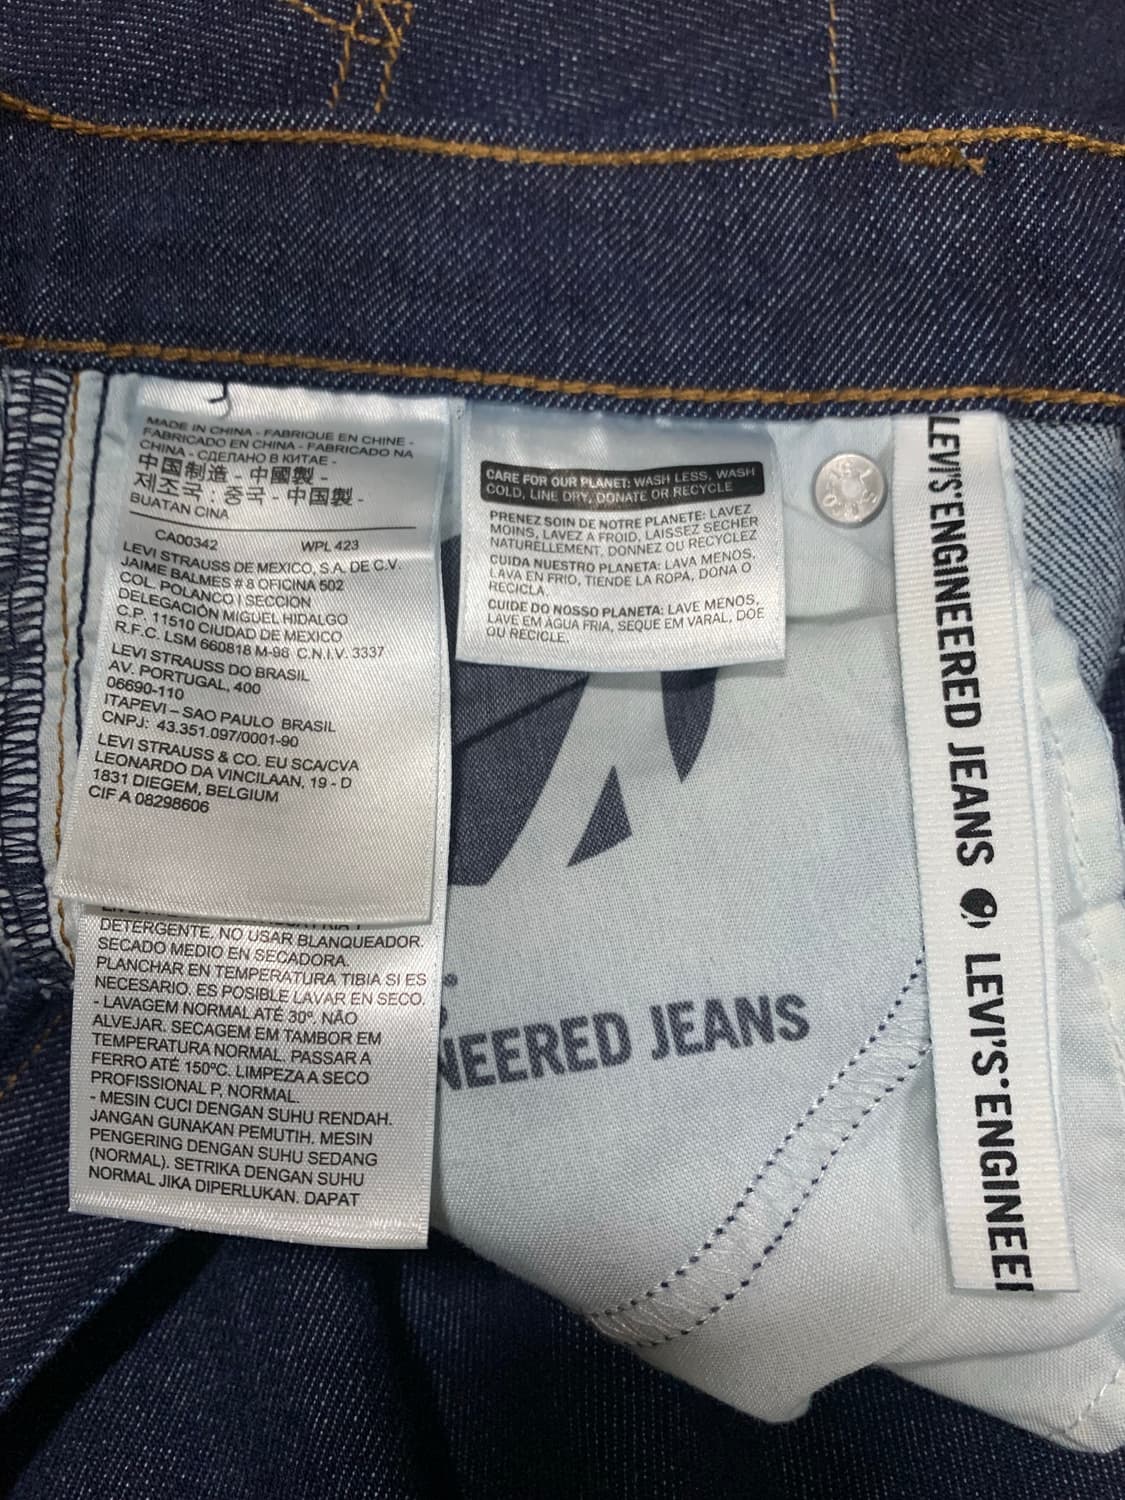 MADE IN CHINA - FABRIQUE EN CHINE -
FABRICADO EN CHINA - FABRICADO NA
CHINA - СДЕЛАНО В КИТАЕ -
中国制造 - 中國製 -
제조국 : 중국 - 中国製 -
BUATAN CINA
CA00342 WPL 423
LEVI STRAUSS DE MEXICO, S.A. DE C.V.
JAIME BALMES # 8 OFICINA 502
COL. POLANCO I SECCION
DELEGACIÓN MIGUEL HIDALGO
C.P. 11510 CIUDAD DE MEXICO
R.F.C. LSM 660818 M-98 C.N.I.V. 3337
LEVI STRAUSS DO BRASIL
AV. PORTUGAL, 400
06690-110
ITAPEVI – SAO PAULO BRASIL
CNPJ: 43.351.097/0001-90
LEVI STRAUSS & CO. EU SCA/CVA
LEONARDO DA VINCILAAN, 19 - D
1831 DIEGEM, BELGIUM
CIF A 08298606
DETERGENTE. NO USAR BLANQUEADOR.
SECADO MEDIO EN SECADORA.
PLANCHAR EN TEMPERATURA TIBIA SI ES
NECESARIO. ES POSIBLE LAVAR EN SECO.
- LAVAGEM NORMAL ATÉ 30º. NÃO
ALVEJAR. SECAGEM EM TAMBOR EM
TEMPERATURA NORMAL. PASSAR A
FERRO ATÉ 150ºC. LIMPEZA A SECO
PROFISSIONAL P, NORMAL.
- MESIN CUCI DENGAN SUHU RENDAH.
JANGAN GUNAKAN PEMUTIH. MESIN
PENGERING DENGAN SUHU SEDANG
(NORMAL). SETRIKA DENGAN SUHU
NORMAL JIKA DIPERLUKAN. DAPAT
CARE FOR OUR PLANET: WASH LESS, WASH
COLD, LINE DRY, DONATE OR RECYCLE
PRENEZ SOIN DE NOTRE PLANETE: LAVEZ
MOINS, LAVEZ A FROID, LAISSEZ SECHER
NATURELLEMENT, DONNEZ OU RECYCLEZ
CUIDA NUESTRO PLANETA: LAVA MENOS,
LAVA EN FRIO, TIENDE LA ROPA, DONA O
RECICLA.
CUIDE DO NOSSO PLANETA: LAVE MENOS,
LAVE EM ÁGUA FRIA, SEQUE EM VARAL, DOE
OU RECICLE.
NEERED JEANS
LEVI'S® ENGINEERED JEANS LEVI'S® ENGINEE